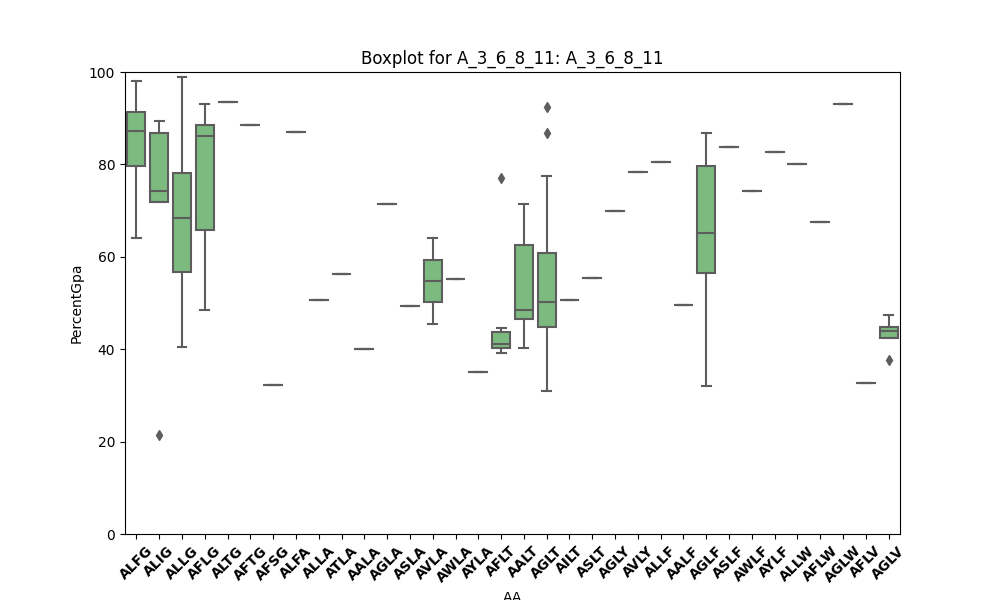 Boxplot for A_3_6_8_11: A_3_6_8_11
PercentGpa
100
80
60
40
20
0
ALFG
ALIG
ALLG
AFLG
ALTG
AFTG
AFSG
ALFA
ALLA
ATLA
AALA
AGLA
ASLA
AVLA
AWLA
AYLA
AFLT
AALT
AGLT
AILT
ASLT
AGLY
AVLY
ALLF
AALF
AGLF
ASLF
AWLF
AYLF
ALLW
AFLW
AGLW
AFLV
AGLV
AA